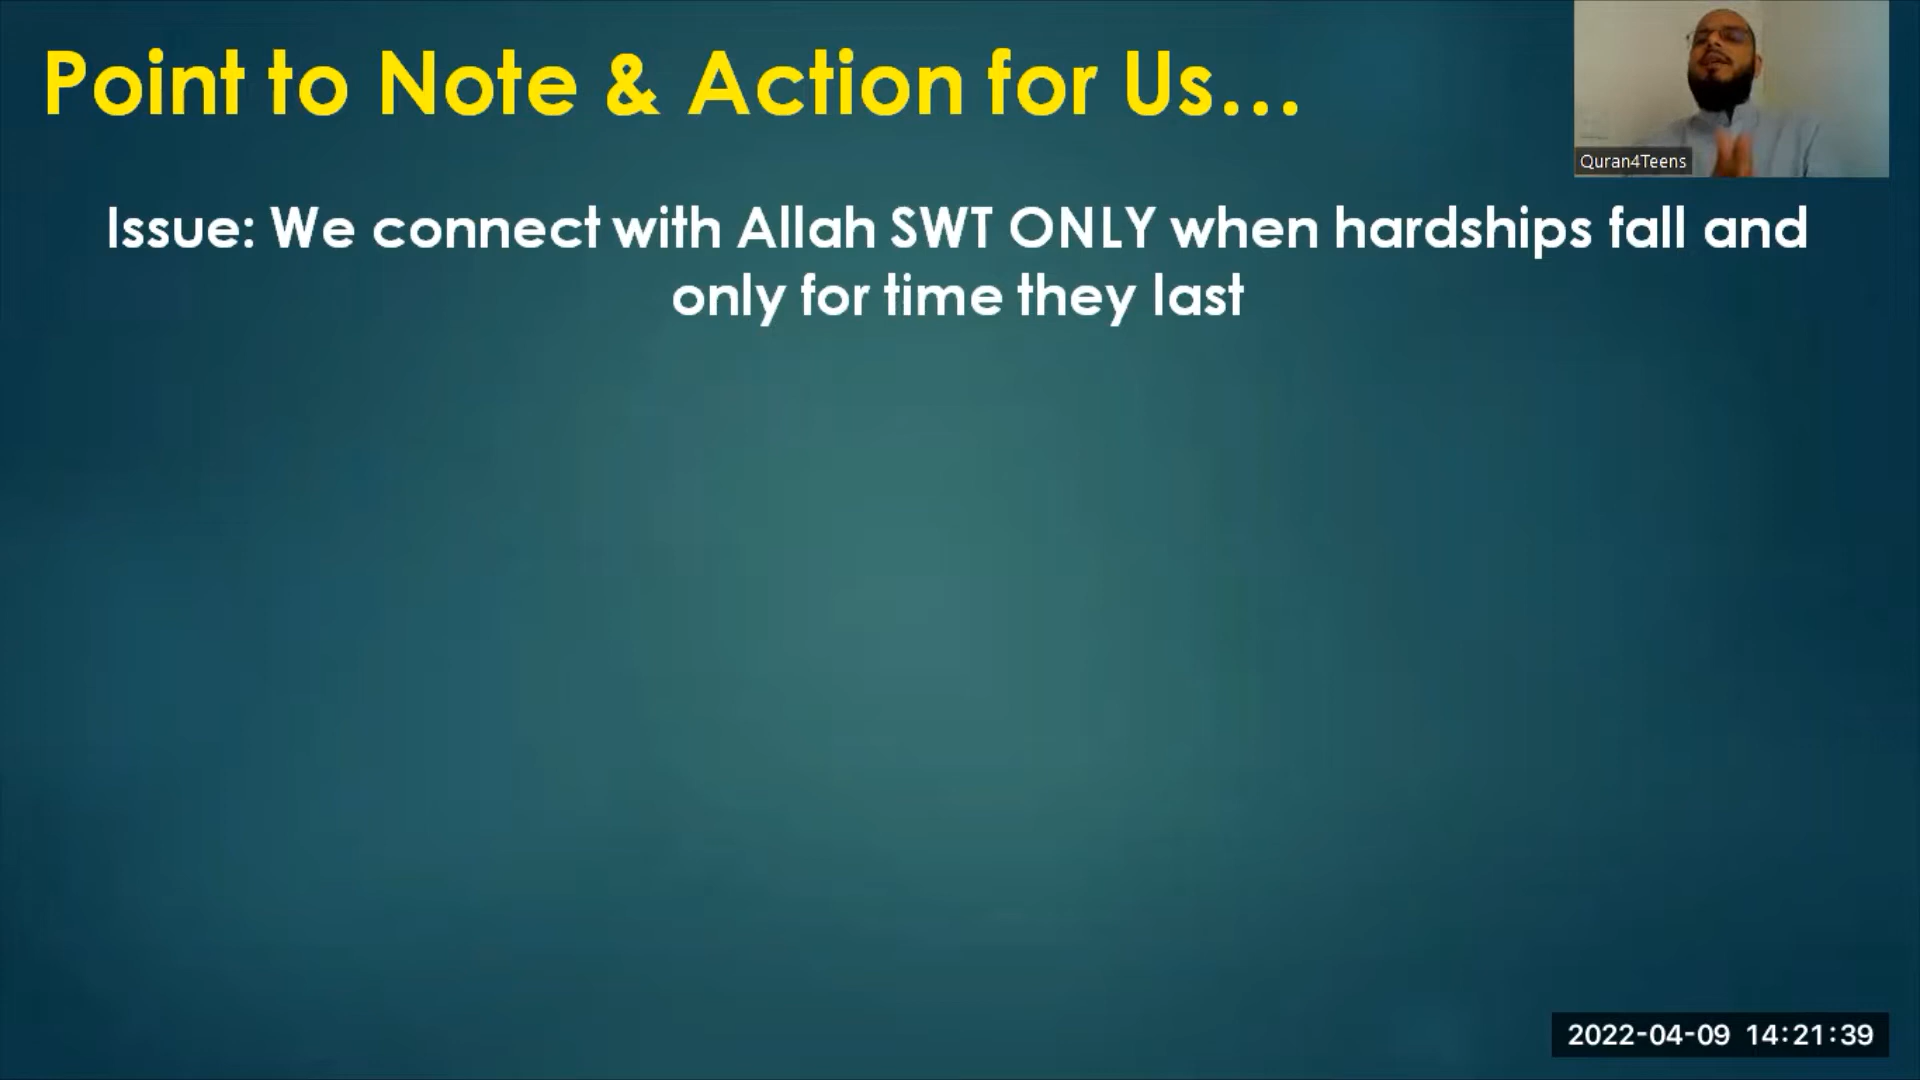 Point to Note & Action for Us...
Quran4Teens
Issue: We connect with Allah SWT ONLY when hardships fall and
only for time they last
2022-04-09 14:21:39